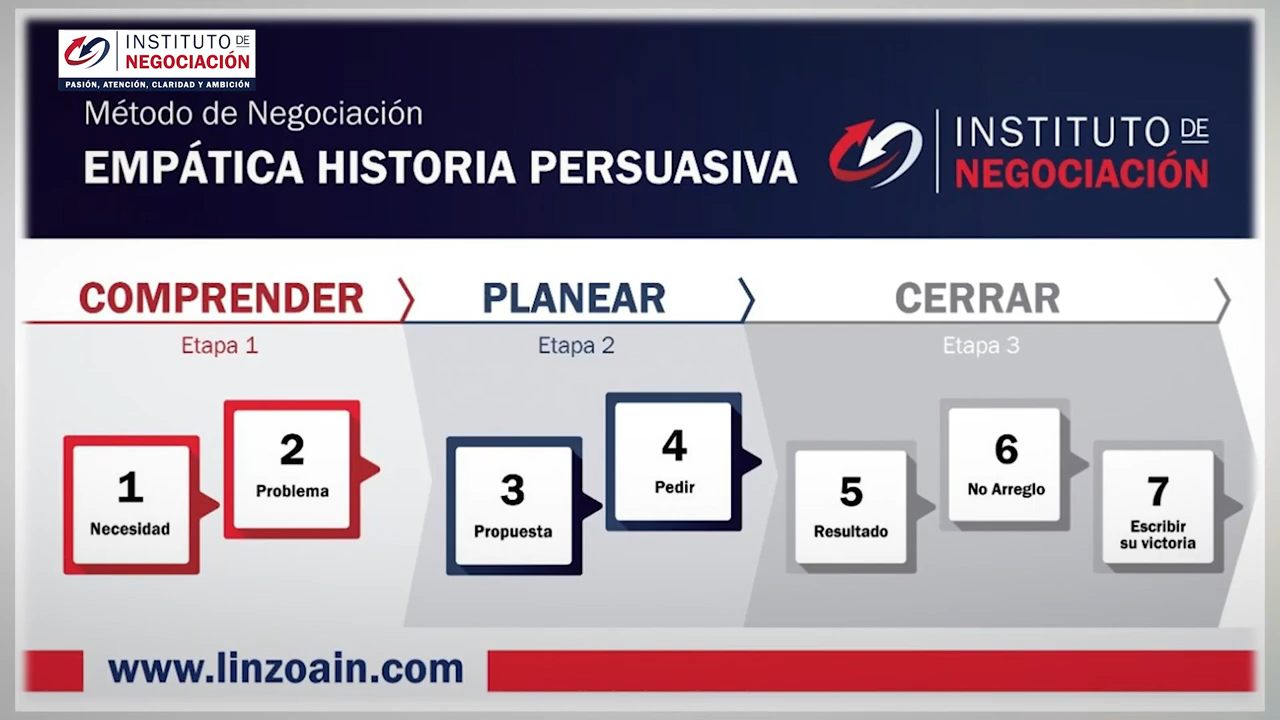 INSTITUTO DE
NEGOCIACIÓN
PASIÓN, ATENCIÓN, CLARIDAD Y AMBICIÓN
Método de Negociación
EMPÁTICA HISTORIA PERSUASIVA
INSTITUTO DE
NEGOCIACIÓN
COMPRENDER
Etapa 1
PLANEAR
Etapa 2
CERRAR
Etapa 3
1
Necesidad
2
Problema
3
Propuesta
4
Pedir
5
Resultado
6
No Arreglo
7
Escribir
su victoria
www.linzoain.com